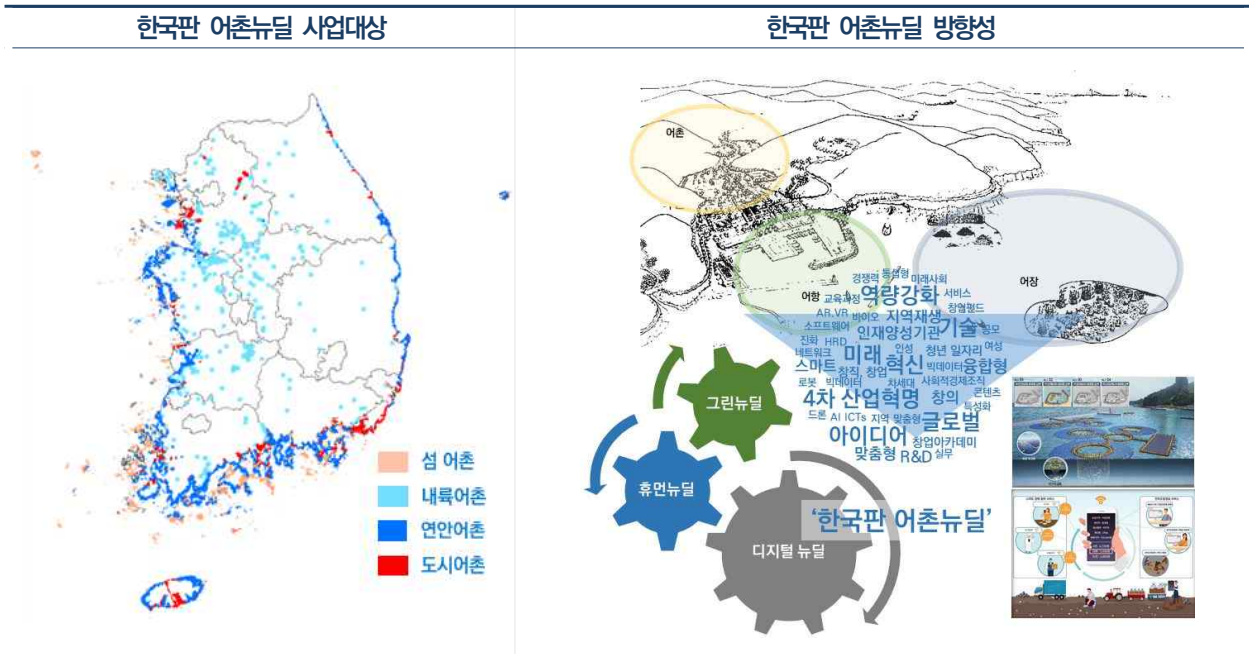 한국판 어촌뉴딜 사업대상
섬 어촌
내륙어촌
연안어촌
도시어촌
한국판 어촌뉴딜 방향성
어촌
어항
어장
경쟁력 통섭형 미래사회
교육과정 역량강화 서비스
AR.VR 바이오 지역재생 창업펀드
소프트웨어 인재양성기관 기술 공모
진화 HRD 인성 청년 일자리 여성
네트워크 미래 혁신
스마트 창직, 창업 빅데이터 융합형
로봇 빅데이터 차세대 사회적경제조직
4차 산업혁명 창의 콘텐츠
특성화
드론 AI ICTs 지역 맞춤형 글로벌
아이디어 창업아카데미
맞춤형 R&D 실무
그린뉴딜
휴먼뉴딜
디지털 뉴딜
'한국판 어촌뉴딜'